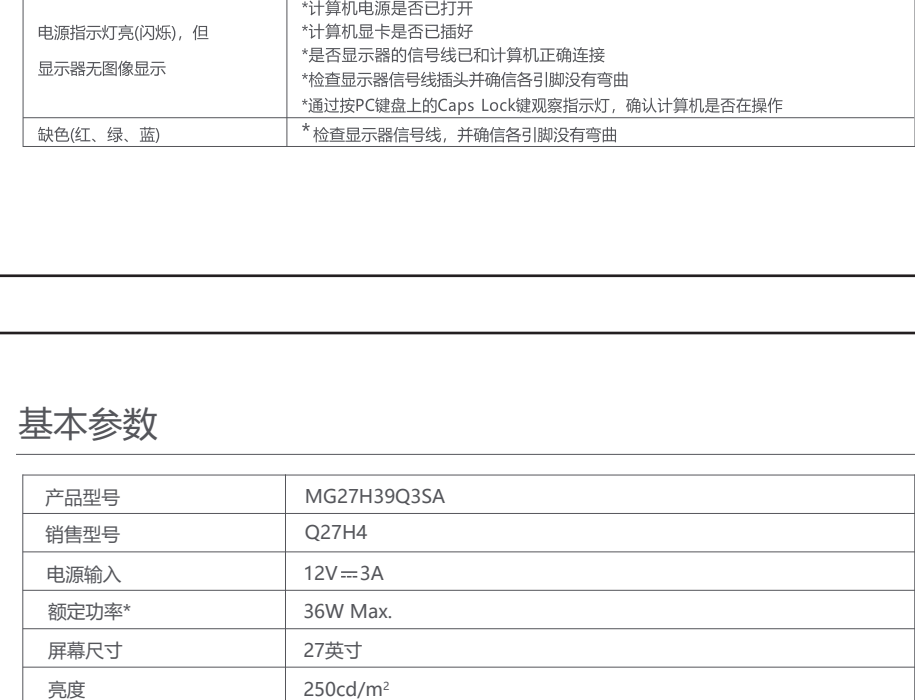 *计算机电源是否已打开
电源指示灯亮(闪烁)，但
显示器无图像显示
*计算机显卡是否已插好
*是否显示器的信号线已和计算机正确连接
*检查显示器信号线插头并确信各引脚没有弯曲
*通过按PC键盘上的Caps Lock键观察指示灯，确认计算机是否在操作
缺色(红、绿、蓝)
*检查显示器信号线，并确信各引脚没有弯曲
基本参数
产品型号 MG27H39Q3SA
销售型号 Q27H4
电源输入 12V⎓3A
额定功率* 36W Max.
屏幕尺寸 27英寸
亮度 250cd/m²